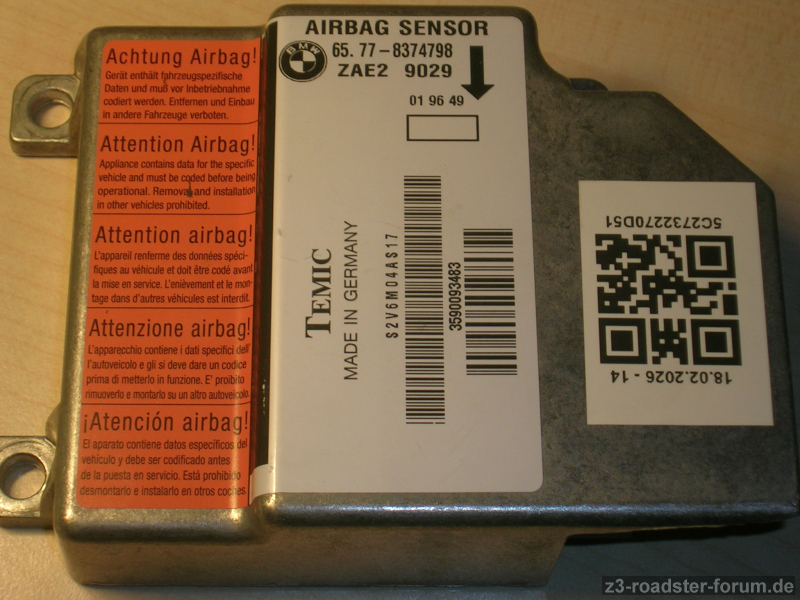 Achtung Airbag!
Gerät enthält fahrzeugspezifische
Daten und muß vor Inbetriebnahme
codiert werden. Entfernen und Einbau
in andere Fahrzeuge verboten.
Attention Airbag!
Appliance contains data for the specific
vehicle and must be coded before being
operational. Removal and installation
in other vehicles prohibited.
Attention airbag!
L'appareil renferme des données spéci-
fiques au véhicule et doit être codé avant
la mise en service. L'enièvement et le mon-
tage dans d'autres véhicules est interdit.
Attenzione airbag!
L'apparecchio contiene i dati specifici dell'
l'autoveicolo e gli si deve dare un codice
prima di metterlo in funzione. E' proibito
rimuoverlo e montarlo su un altro autoveicolo.
¡Atención airbag!
El aparato contiene datos específicos del
vehículo y debe ser codificado antes
de la puesta en servicio. Está prohibido
desmontarlo e instalarlo en otros coches.
AIRBAG SENSOR
BMW
65. 77-8374798
ZAE2 9029
01 96 49
TEMIC
MADE IN GERMANY
S2V6M04AS17
3590093483
5C2732270D51
18.02.2026 - 14
z3-roadster-forum.de